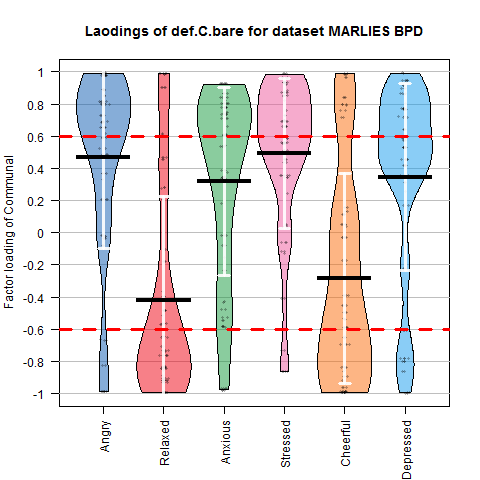 Laodings of def.C.bare for dataset MARLIES BPD
Factor loading of Communal
1
0.8
0.6
0.4
0.2
0
-0.2
-0.4
-0.6
-0.8
-1
Angry
Relaxed
Anxious
Stressed
Cheerful
Depressed